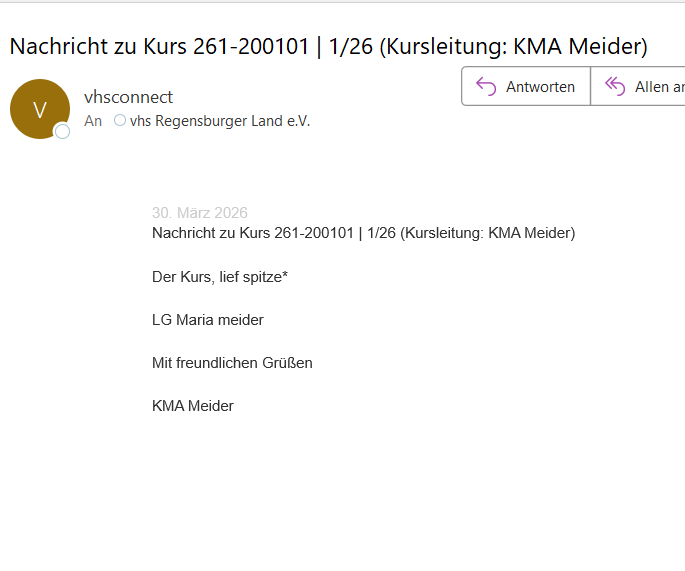 Nachricht zu Kurs 261-200101 | 1/26 (Kursleitung: KMA Meider)
V
vhsconnect
An vhs Regensburger Land e.V.
Antworten
Allen an
30. März 2026
Nachricht zu Kurs 261-200101 | 1/26 (Kursleitung: KMA Meider)
Der Kurs, lief spitze*
LG Maria meider
Mit freundlichen Grüßen
KMA Meider